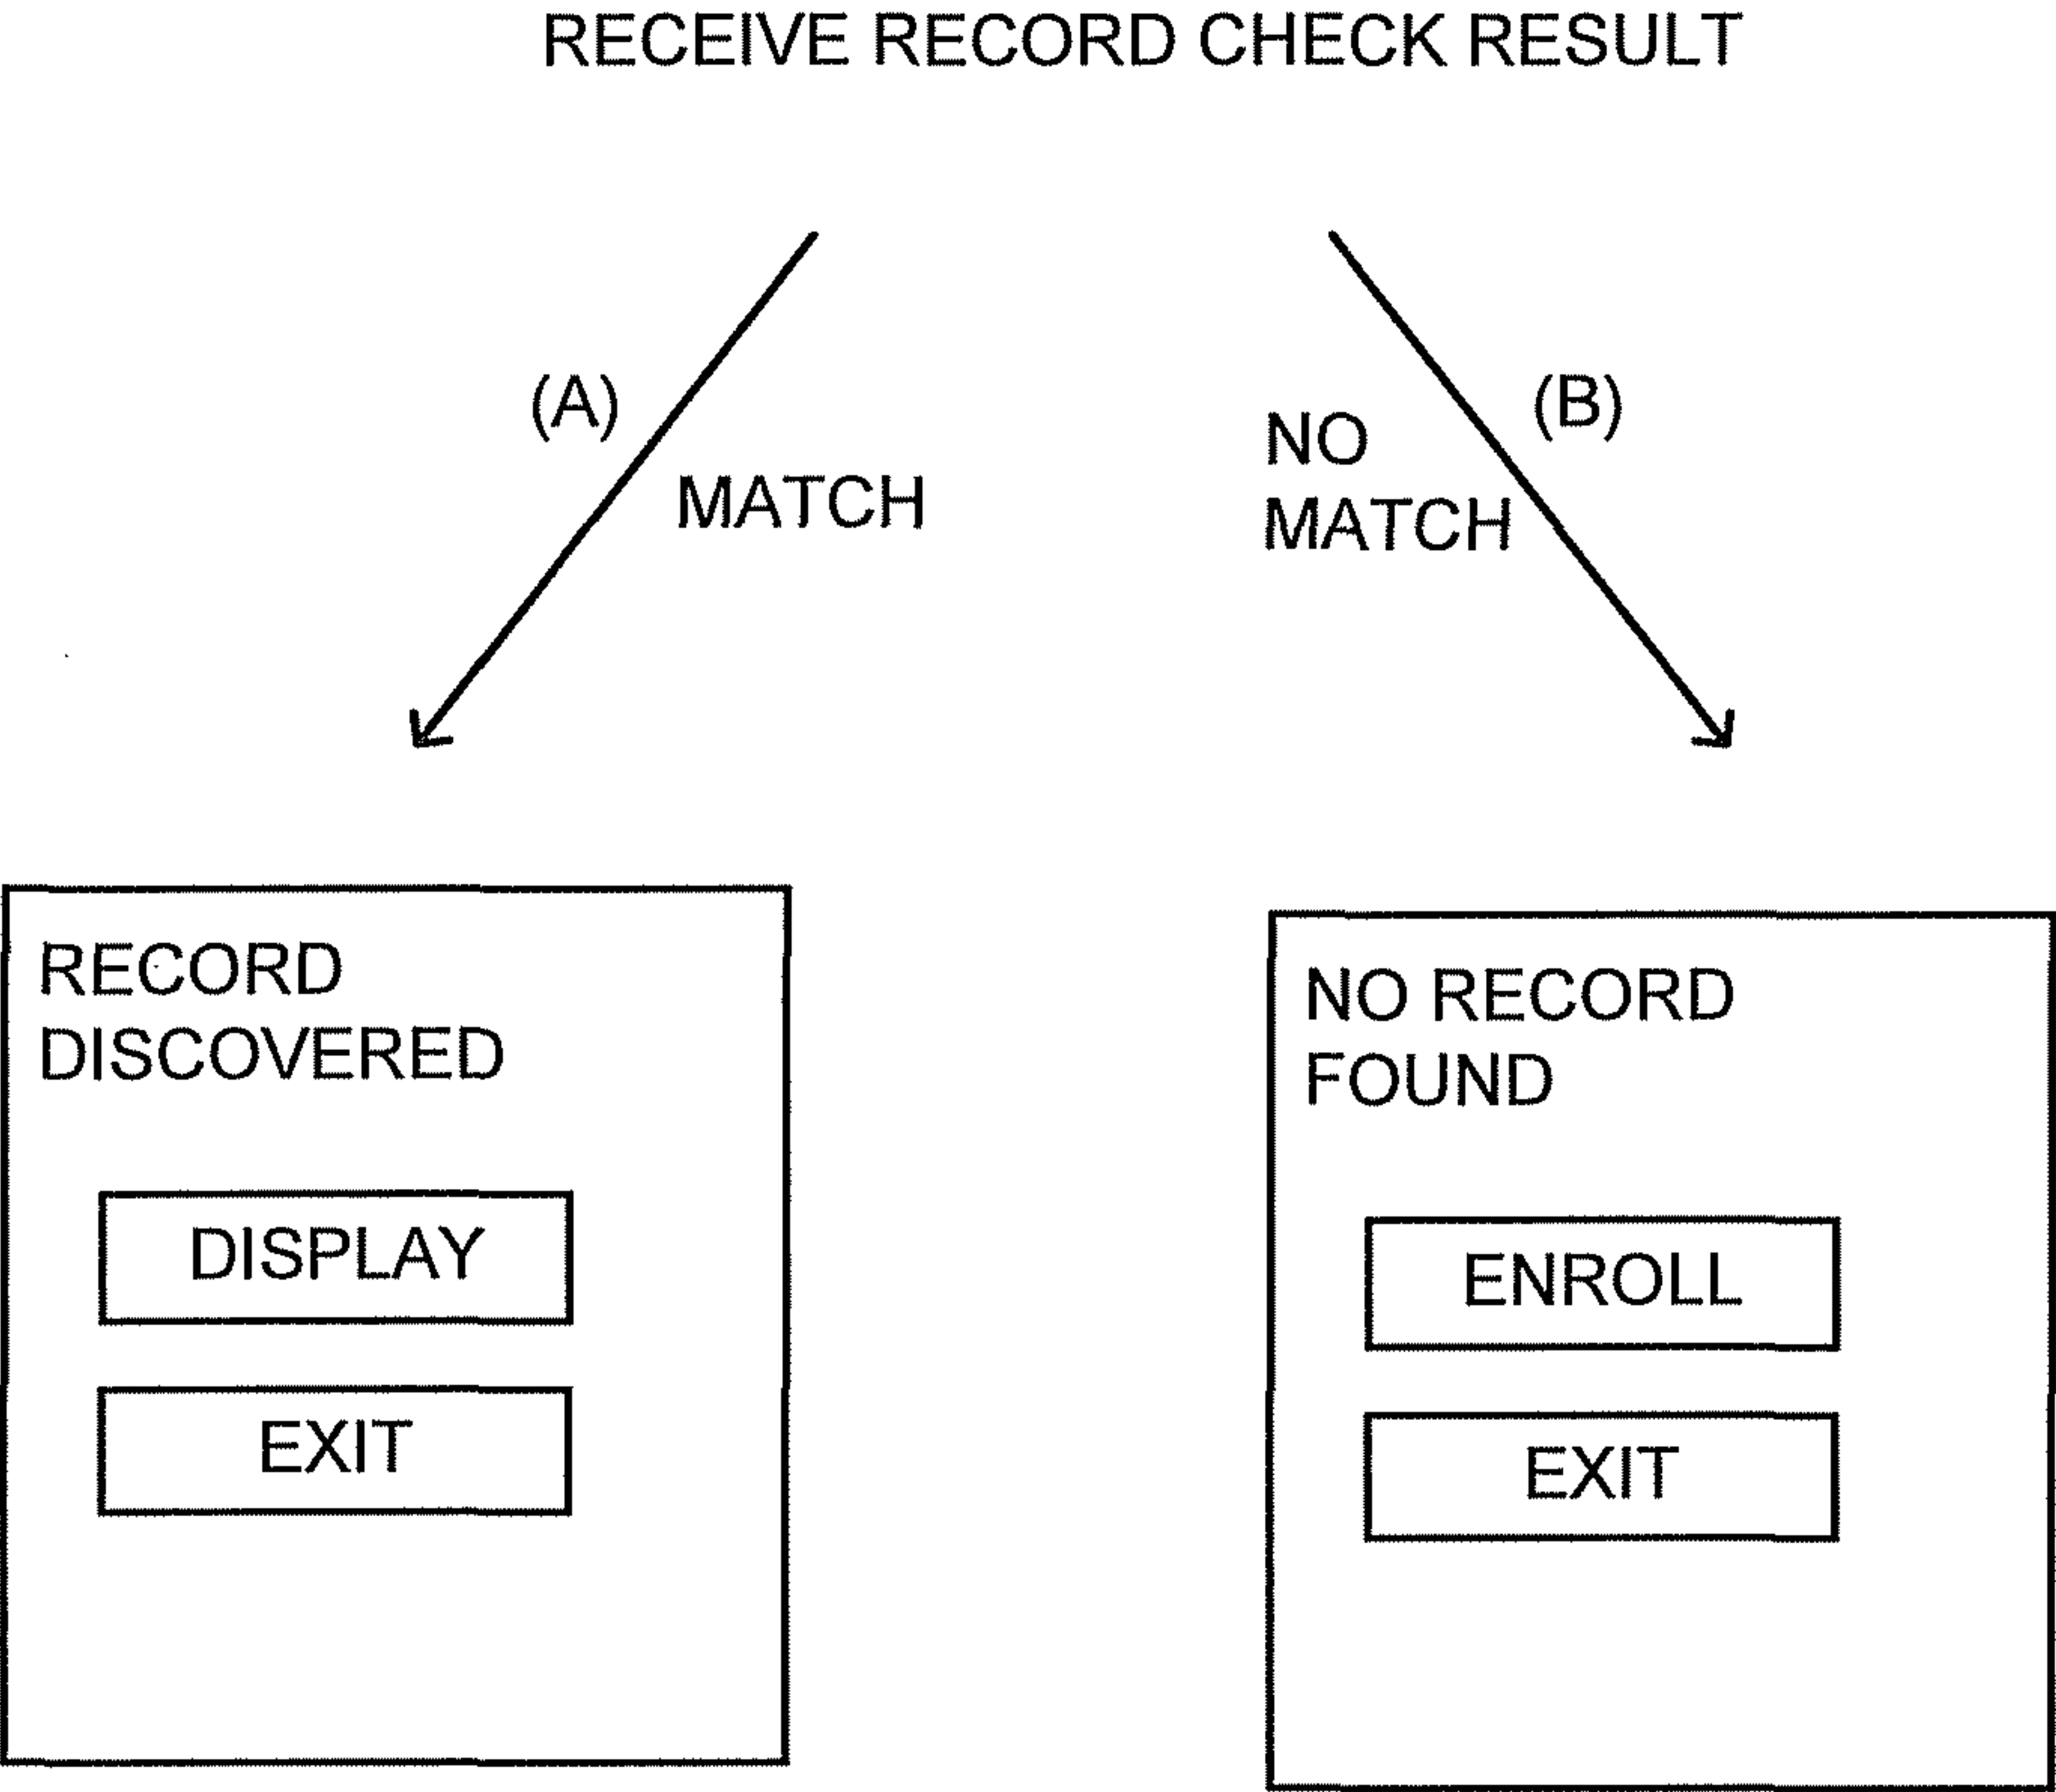 RECEIVE RECORD CHECK RESULT
(A)
MATCH
(B)
NO
MATCH
RECORD
DISCOVERED
DISPLAY
EXIT
NO RECORD
FOUND
ENROLL
EXIT